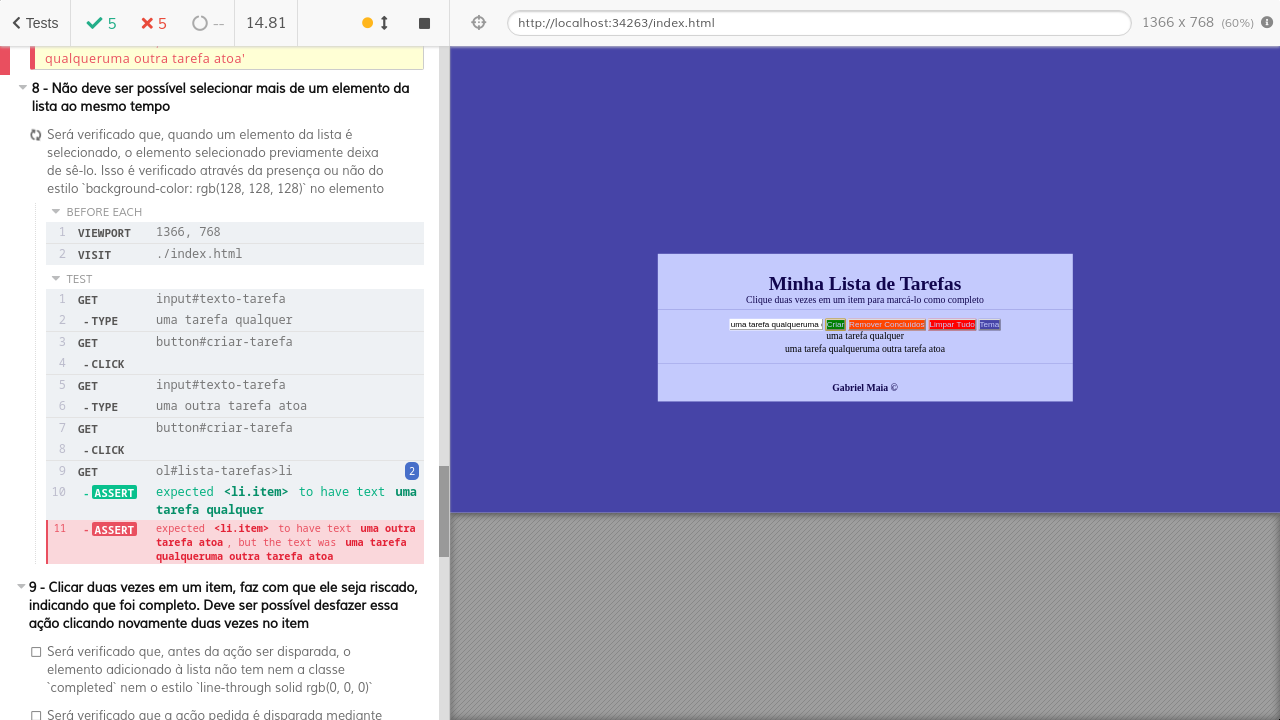 Tests
5
5
--
14.81
http://localhost:34263/index.html
1366 x 768 (60%)
qualqueruma outra tarefa atoa'
8 - Não deve ser possível selecionar mais de um elemento da
lista ao mesmo tempo
Será verificado que, quando um elemento da lista é
selecionado, o elemento selecionado previamente deixa
de sê-lo. Isso é verificado através da presença ou não do
estilo `background-color: rgb(128, 128, 128)` no elemento
BEFORE EACH
1 VIEWPORT 1366, 768
2 VISIT ./index.html
TEST
1 GET input#texto-tarefa
2 - TYPE uma tarefa qualquer
3 GET button#criar-tarefa
4 - CLICK
5 GET input#texto-tarefa
6 - TYPE uma outra tarefa atoa
7 GET button#criar-tarefa
8 - CLICK
9 GET ol#lista-tarefas>li 2
10 - ASSERT expected <li.item> to have text uma
tarefa qualquer
11 - ASSERT expected <li.item> to have text uma outra
tarefa atoa , but the text was uma tarefa
qualqueruma outra tarefa atoa
9 - Clicar duas vezes em um item, faz com que ele seja riscado,
indicando que foi completo. Deve ser possível desfazer essa
ação clicando novamente duas vezes no item
Será verificado que, antes da ação ser disparada, o
elemento adicionado à lista não tem nem a classe
`completed` nem o estilo `line-through solid rgb(0, 0, 0)`
Será verificado que a ação pedida é disparada mediante
Minha Lista de Tarefas
Clique duas vezes em um item para marcá-lo como completo
uma tarefa qualqueruma Criar Remover Concluidos Limpar Tudo Tema
uma tarefa qualquer
uma tarefa qualqueruma outra tarefa atoa
Gabriel Maia ©